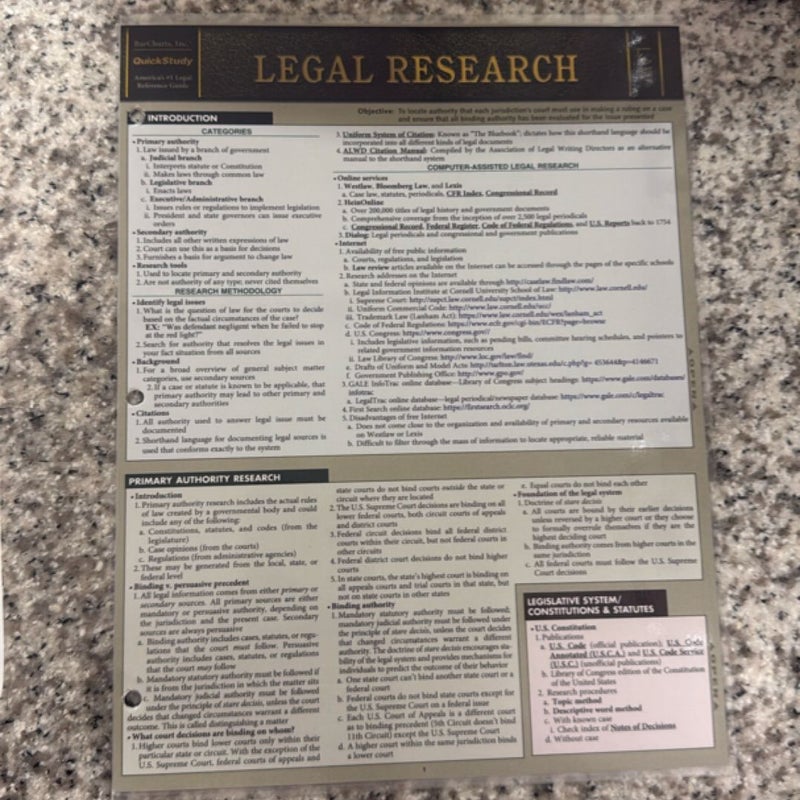 BarCharts, Inc.
QuickStudy
America's #1 Legal
Reference Guide
LEGAL RESEARCH
Objective: To locate authority that each jurisdiction's court must use in making a ruling on a case
and ensure that all binding authority has been evaluated for the issue presented
INTRODUCTION
CATEGORIES
• Primary authority
1. Law issued by a branch of government
a. Judicial branch
i. Interprets statute or Constitution
ii. Makes laws through common law
b. Legislative branch
i. Enacts laws
c. Executive/Administrative branch
i. Issues rules or regulations to implement legislation
ii. President and state governors can issue executive
orders
• Secondary authority
1. Includes all other written expressions of law
2. Court can use this as a basis for decisions
3. Furnishes a basis for argument to change law
• Research tools
1. Used to locate primary and secondary authority
2. Are not authority of any type; never cited themselves
RESEARCH METHODOLOGY
• Identify legal issues
1. What is the question of law for the courts to decide
based on the factual circumstances of the case?
EX: "Was defendant negligent when he failed to stop
at the red light?"
2. Search for authority that resolves the legal issues in
your fact situation from all sources
• Background
1. For a broad overview of general subject matter
categories, use secondary sources
2. If a case or statute is known to be applicable, that
primary authority may lead to other primary and
secondary authorities
• Citations
1. All authority used to answer legal issue must be
documented
2. Shorthand language for documenting legal sources is
used that conforms exactly to the system
3. Uniform System of Citation: Known as "The Bluebook"; dictates how this shorthand language should be
incorporated into all different kinds of legal documents
4. ALWD Citation Manual: Compiled by the Association of Legal Writing Directors as an alternative
manual to the shorthand system
COMPUTER-ASSISTED LEGAL RESEARCH
• Online services
1. Westlaw, Bloomberg Law, and Lexis
a. Case law, statutes, periodicals, CFR Index, Congressional Record
2. HeinOnline
a. Over 200,000 titles of legal history and government documents
b. Comprehensive coverage from the inception of over 2,500 legal periodicals
c. Congressional Record, Federal Register, Code of Federal Regulations, and U.S. Reports back to 1754
3. Dialog: Legal periodicals and congressional and government publications
• Internet
1. Availability of free public information
a. Courts, regulations, and legislation
b. Law review articles available on the Internet can be accessed through the pages of the specific schools
2. Research addresses on the Internet
a. State and federal opinions are available through http://caselaw.findlaw.com/
b. Legal Information Institute at Cornell University School of Law: http://www.law.cornell.edu/
i. Supreme Court: http://supct.law.cornell.edu/supct/index.html
ii. Uniform Commercial Code: http://www.law.cornell.edu/ucc/
iii. Trademark Law (Lanham Act): https://www.law.cornell.edu/wex/lanham_act
c. Code of Federal Regulations: https://www.ecfr.gov/cgi-bin/ECFR?page=browse
d. U.S. Congress: https://www.congress.gov//
i. Includes legislative information, such as pending bills, committee hearing schedules, and pointers to
related government information resources
ii. Law Library of Congress: http://www.loc.gov/law/find/
e. Drafts of Uniform and Model Acts: http://tarlton.law.utexas.edu/c.php?g= 453644&p=4146671
f. Government Publishing Office: http://www.gpo.gov/
3. GALE InfoTrac online database—Library of Congress subject headings: https://www.gale.com/databases/
infotrac
a. LegalTrac online database—legal periodical/newspaper database https://www.gale.com/c/legaltrac
4. First Search online database: https://firstsearch.oclc.org/
5. Disadvantages of free Internet
a. Does not come close to the organization and availability of primary and secondary resources available
on Westlaw or Lexis
b. Difficult to filter through the mass of information to locate appropriate, reliable material
PRIMARY AUTHORITY RESEARCH
• Introduction
1. Primary authority research includes the actual rules
of law created by a governmental body and could
include any of the following:
a. Constitutions, statutes, and codes (from the
legislature)
b. Case opinions (from the courts)
c. Regulations (from administrative agencies)
2. These may be generated from the local, state, or
federal level
• Binding v. persuasive precedent
1. All legal information comes from either primary or
secondary sources. All primary sources are either
mandatory or persuasive authority, depending on
the jurisdiction and the present case. Secondary
sources are always persuasive
a. Binding authority includes cases, statutes, or regu-
lations that the court must follow. Persuasive
authority includes cases, statutes, or regulations
that the court may follow
b. Mandatory statutory authority must be followed if
it is from the jurisdiction in which the matter sits
c. Mandatory judicial authority must be followed
under the principle of stare decisis, unless the court
decides that changed circumstances warrant a different
outcome. This is called distinguishing a matter
• What court decisions are binding on whom?
1. Higher courts bind lower courts only within their
particular state or circuit. With the exception of the
U.S. Supreme Court, federal courts of appeals and
state courts do not bind courts outside the state or
circuit where they are located
2. The U.S. Supreme Court decisions are binding on all
lower federal courts, both circuit courts of appeals
and district courts
3. Federal circuit decisions bind all federal district
courts within their circuit, but not federal courts in
other circuits
4. Federal district court decisions do not bind higher
courts
5. In state courts, the state's highest court is binding on
all appeals courts and trial courts in that state, but
not on state courts in other states
• Binding authority
1. Mandatory statutory authority must be followed;
mandatory judicial authority must be followed under
the principle of stare decisis, unless the court decides
that changed circumstances warrant a different
authority. The doctrine of stare decisis encourages sta-
bility of the legal system and provides mechanisms for
individuals to predict the outcome of their behavior
a. One state court can't bind another state court or a
federal court
b. Federal courts do not bind state courts except for
the U.S. Supreme Court on a federal issue
c. Each U.S. Court of Appeals is a different court
as to binding precedent (5th Circuit doesn't bind
11th Circuit) except the U.S. Supreme Court
d. A higher court within the same jurisdiction binds
a lower court
e. Equal courts do not bind each other
• Foundation of the legal system
1. Doctrine of stare decisis
a. All courts are bound by their earlier decisions
unless reversed by a higher court or they choose
to formally overrule themselves if they are the
highest deciding court
b. Binding authority comes from higher courts in the
same jurisdiction
c. All federal courts must follow the U.S. Supreme
Court decisions
LEGISLATIVE SYSTEM/
CONSTITUTIONS & STATUTES
• U.S. Constitution
1. Publications
a. U.S. Code (official publication); U.S. Code
Annotated (U.S.C.A.) and U.S. Code Service
(U.S.C.) (unofficial publications)
b. Library of Congress edition of the Constitution
of the United States
2. Research procedures
a. Topic method
b. Descriptive word method
c. With known case
i. Check index of Notes of Decisions
d. Without case
1